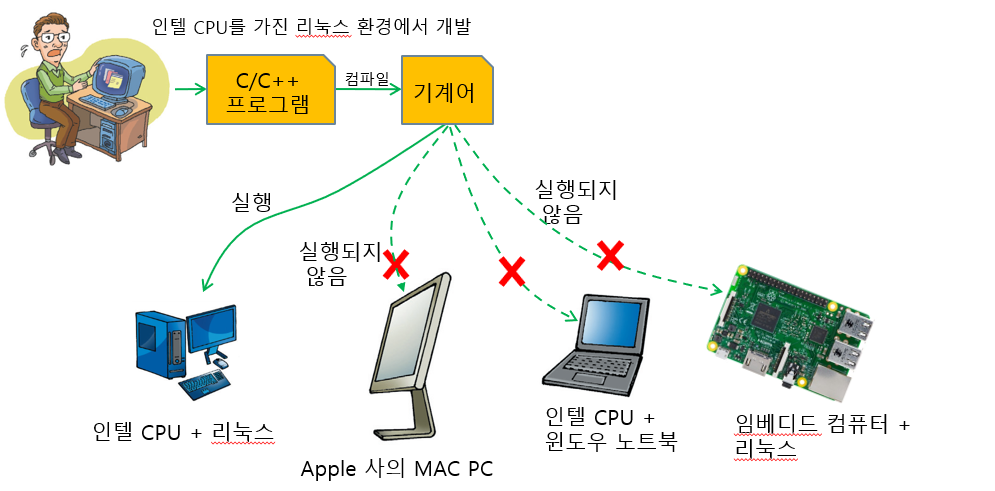 인텔 CPU를 가진 리눅스 환경에서 개발
C/C++
프로그램
컴파일
기계어
실행
실행되지
않음
실행되지
않음
인텔 CPU + 리눅스
Apple 사의 MAC PC
인텔 CPU +
윈도우 노트북
임베디드 컴퓨터 +
리눅스